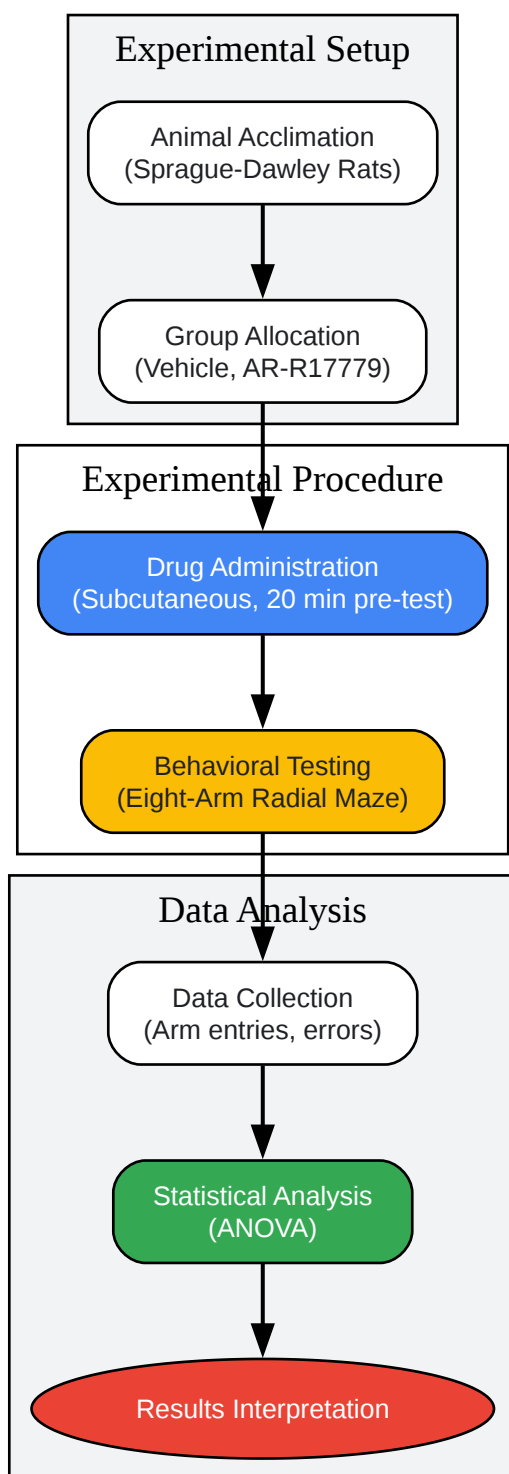 Experimental Setup
Animal Acclimation
(Sprague-Dawley Rats)
Group Allocation
(Vehicle, AR-R17779)
Experimental Procedure
Drug Administration
(Subcutaneous, 20 min pre-test)
Behavioral Testing
(Eight-Arm Radial Maze)
Data Analysis
Data Collection
(Arm entries, errors)
Statistical Analysis
(ANOVA)
Results Interpretation